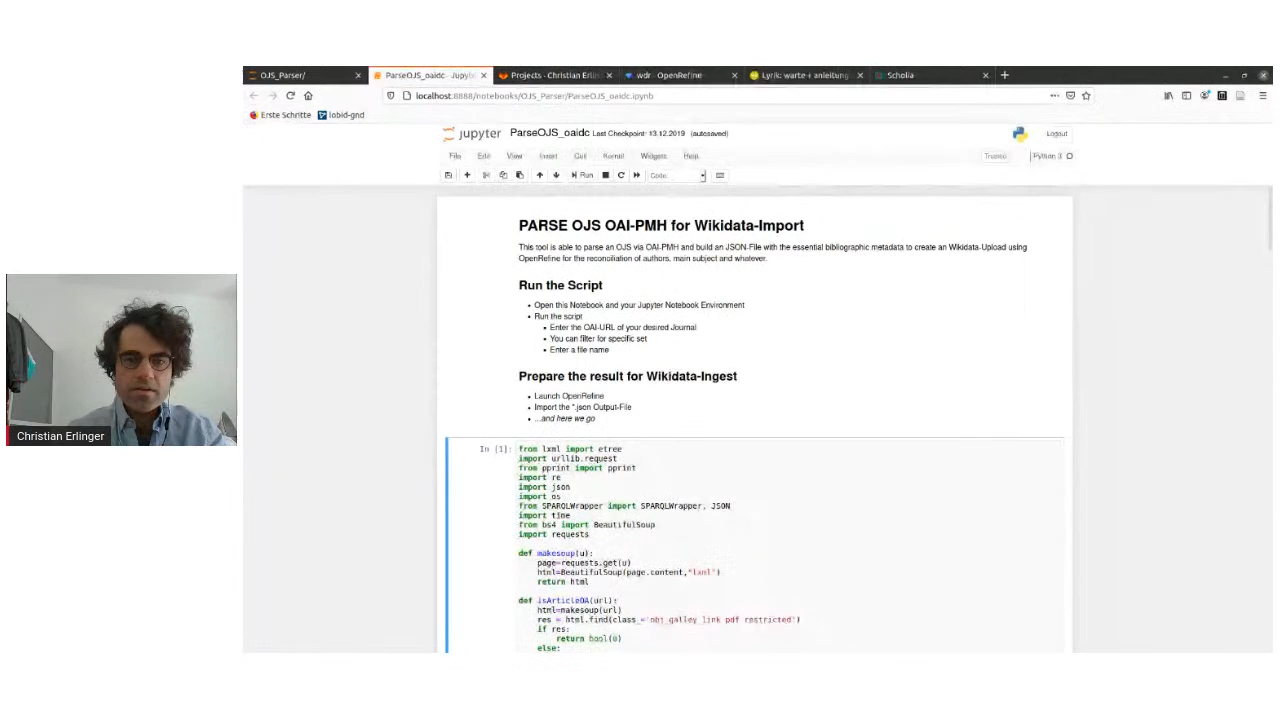 OJS_Parser/
ParseOJS_oaidc - Jupyte
Projects · Christian Erlin
wdr - OpenRefine
Lyrik: warte › anleitung
Scholia
localhost:8888/notebooks/OJS_Parser/ParseOJS_oaidc.ipynb
Erste Schritte
lobid-gnd
jupyter ParseOJS_oaidc Last Checkpoint: 13.12.2019 (autosaved)
Logout
File Edit View Insert Cell Kernel Widgets Help
Trusted
Python 3
Run
Code
PARSE OJS OAI-PMH for Wikidata-Import
This tool is able to parse an OJS via OAI-PMH and build an JSON-File with the essential bibliographic metadata to create an Wikidata-Upload using
OpenRefine for the reconciliation of authors, main subject and whatever.
Run the Script
• Open this Notebook and your Jupyter Notebook Environment
• Run the script
• Enter the OAI-URL of your desired Journal
• You can filter for specific set
• Enter a file name
Prepare the result for Wikidata-Ingest
• Launch OpenRefine
• Import the *.json Output-File
• ...and here we go
In [1]: from lxml import etree
import urllib.request
from pprint import pprint
import re
import json
import os
from SPARQLWrapper import SPARQLWrapper, JSON
import time
from bs4 import BeautifulSoup
import requests
def makesoup(u):
page=requests.get(u)
html=BeautifulSoup(page.content,"lxml")
return html
def isArticleOA(url):
html=makesoup(url)
res = html.find(class_='obj_galley_link pdf restricted')
if res:
return bool(u)
else:
Christian Erlinger